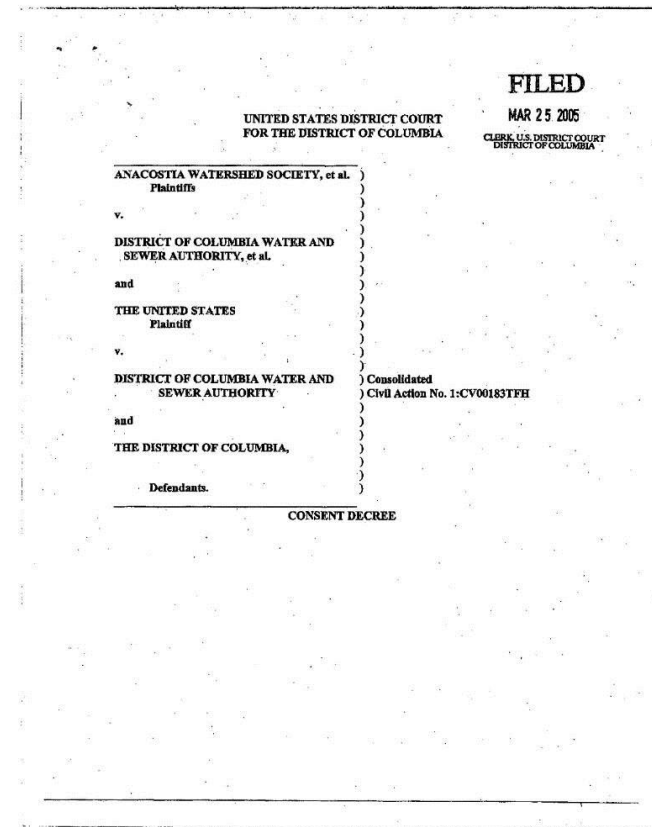 FILED
MAR 25 2005
CLERK, U.S. DISTRICT COURT
DISTRICT OF COLUMBIA
UNITED STATES DISTRICT COURT
FOR THE DISTRICT OF COLUMBIA
ANACOSTIA WATERSHED SOCIETY, et al. )
Plaintiffs )
)
v. )
)
DISTRICT OF COLUMBIA WATER AND )
SEWER AUTHORITY, et al. )
)
and )
)
THE UNITED STATES )
Plaintiff )
)
v. )
)
DISTRICT OF COLUMBIA WATER AND ) Consolidated
SEWER AUTHORITY ) Civil Action No. 1:CV00183TFH
)
and )
)
THE DISTRICT OF COLUMBIA, )
)
)
Defendants. )
CONSENT DECREE